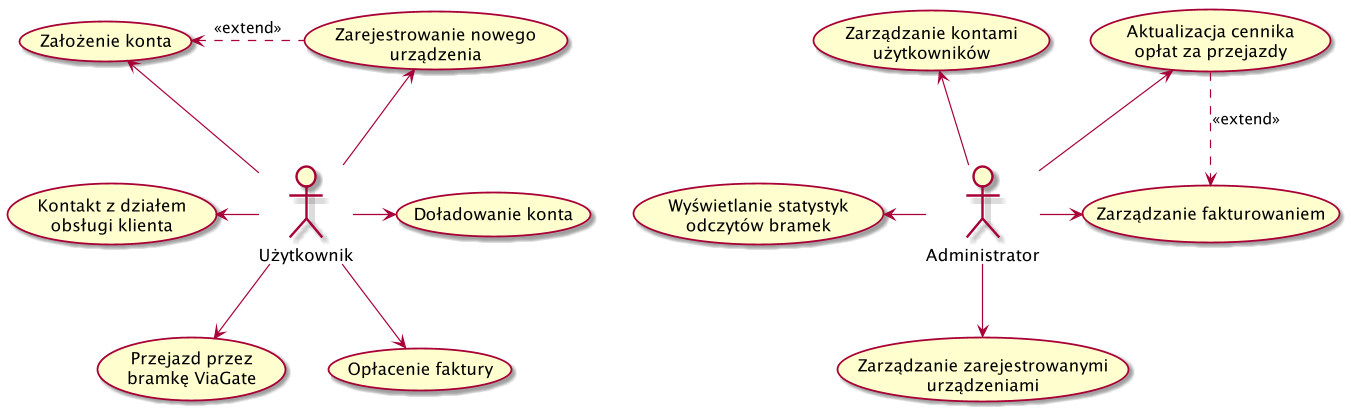 Założenie konta
«extend»
Zarejestrowanie nowego
urządzenia
Kontakt z działem
obsługi klienta
Użytkownik
Doładowanie konta
Przejazd przez
bramkę ViaGate
Opłacenie faktury
Zarządzanie kontami
użytkowników
Aktualizacja cennika
opłat za przejazdy
«extend»
Wyświetlanie statystyk
odczytów bramek
Administrator
Zarządzanie fakturowaniem
Zarządzanie zarejestrowanymi
urządzeniami